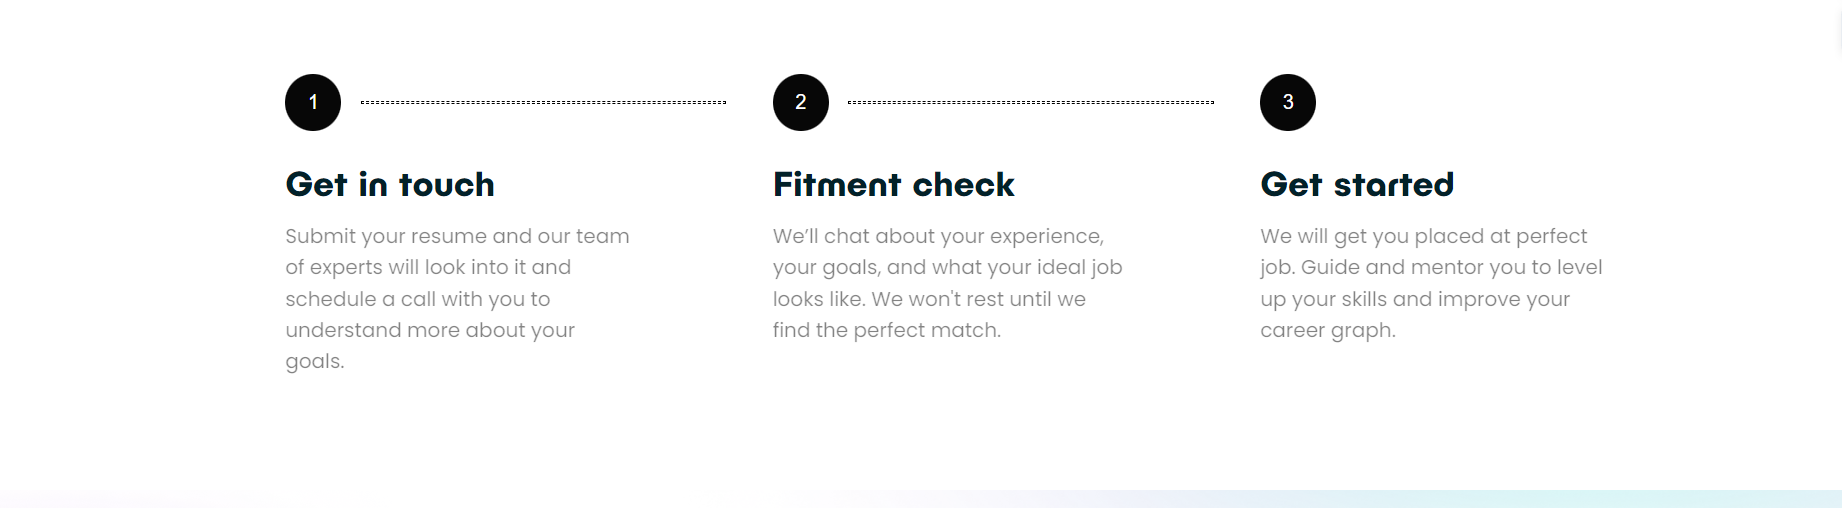 1
Get in touch
Submit your resume and our team
of experts will look into it and
schedule a call with you to
understand more about your
goals.
2
Fitment check
We’ll chat about your experience,
your goals, and what your ideal job
looks like. We won't rest until we
find the perfect match.
3
Get started
We will get you placed at perfect
job. Guide and mentor you to level
up your skills and improve your
career graph.